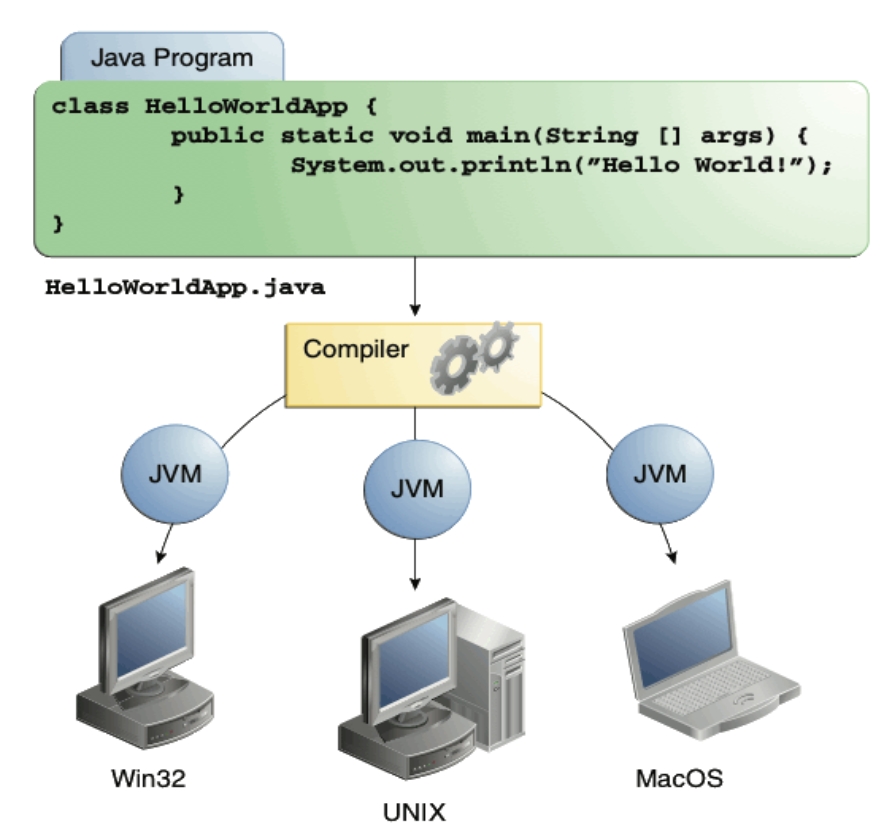 Java Program
class HelloWorldApp {
        public static void main(String [] args) {
                System.out.println(”Hello World!”);
        }
}
HelloWorldApp.java
Compiler
JVM
JVM
JVM
Win32
UNIX
MacOS